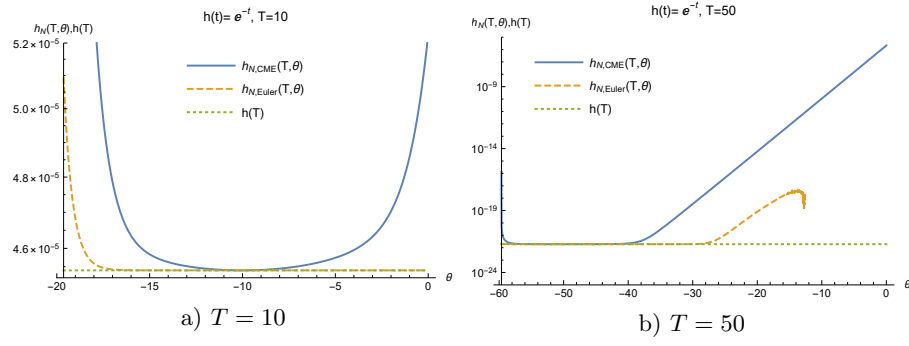 h(t)= e^{-t}, T=10
h_N(T,θ),h(T)
5.2×10^{-5}
5.0×10^{-5}
4.8×10^{-5}
4.6×10^{-5}
h_{N,CME}(T,θ)
h_{N,Euler}(T,θ)
h(T)
-20 -15 -10 -5 0 θ
a) T = 10
h(t)= e^{-t}, T=50
h_N(T,θ),h(T)
10^{-9}
10^{-14}
10^{-19}
10^{-24}
h_{N,CME}(T,θ)
h_{N,Euler}(T,θ)
h(T)
-60 -50 -40 -30 -20 -10 0 θ
b) T = 50